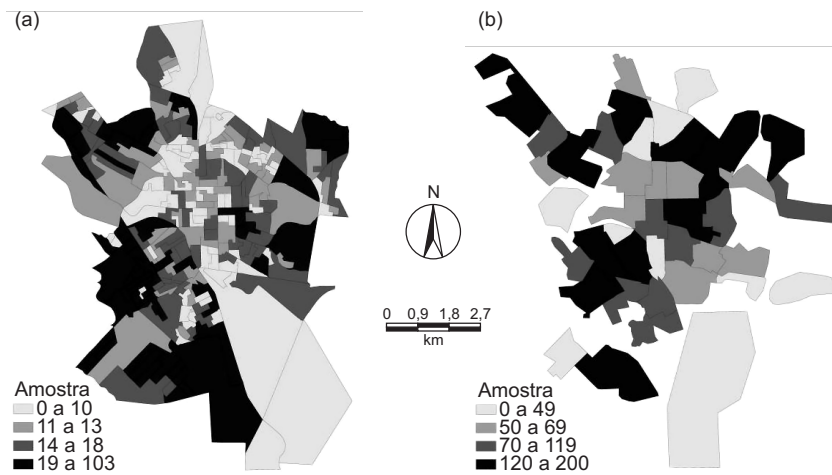 (a)
Amostra
0 a 10
11 a 13
14 a 18
19 a 103
N
0 0,9 1,8 2,7
km
(b)
Amostra
0 a 49
50 a 69
70 a 119
120 a 200